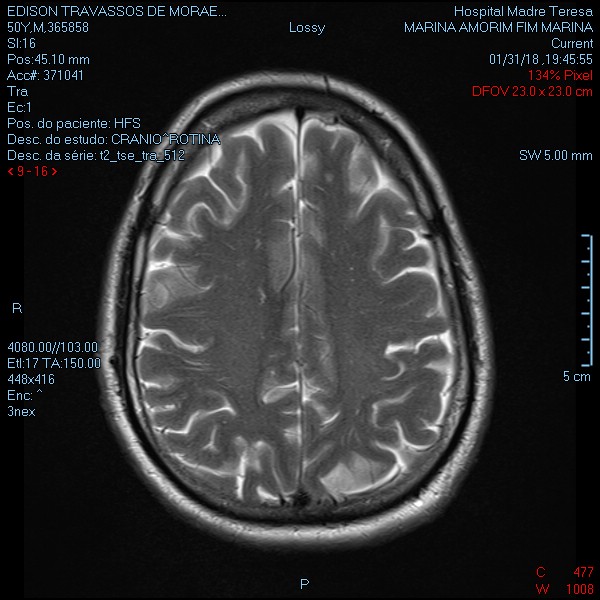 EDISON TRAVASSOS DE MORAE...
50Y,M,365858
Sl:16
Pos:45.10 mm
Acc#: 371041
Tra
Ec:1
Pos. do paciente: HFS
Desc. do estudo: CRANIO^ROTINA
Desc. da série: t2_tse_tra_512
< 9 - 16 >
Lossy
Hospital Madre Teresa
MARINA AMORIM FIM MARINA
Current
01/31/18 ,19:45:55
134% Pixel
DFOV 23.0 x 23.0 cm
SW 5.00 mm
R
4080.00//103.00
Etl:17 TA:150.00
448x416
Enc: ^
3nex
5 cm
P
C 477
W 1008